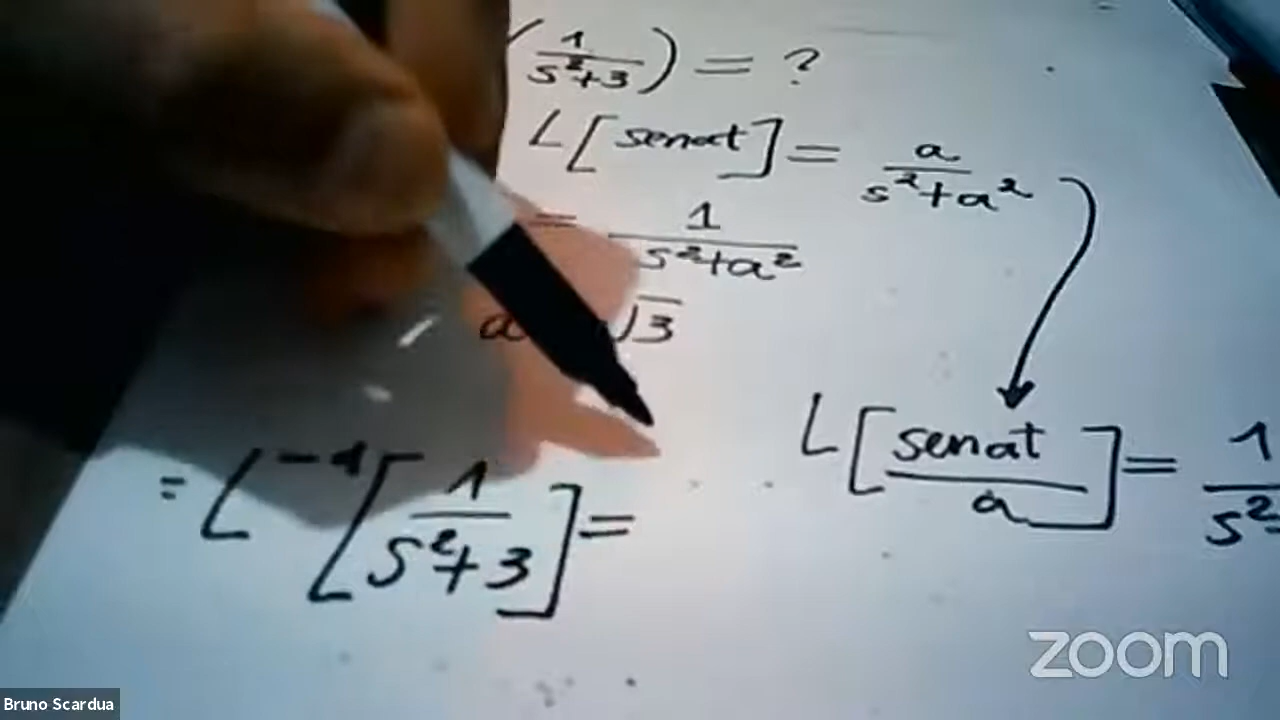 (1/(s²+3)) = ?
L[senat] = a/(s²+a²)
= 1/(s²+a²)
a √3
L[senat/a] = 1/s²
= L⁻¹[1/(s²+3)] =
zoom
Bruno Scardua